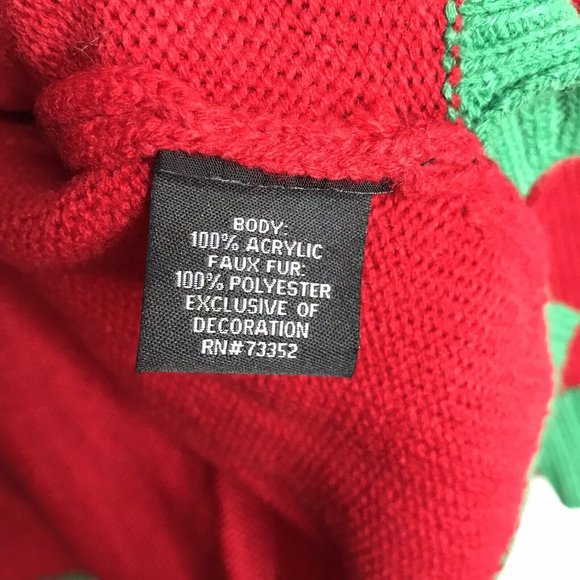 BODY:
100% ACRYLIC
FAUX FUR:
100% POLYESTER
EXCLUSIVE OF
DECORATION
RN#73352